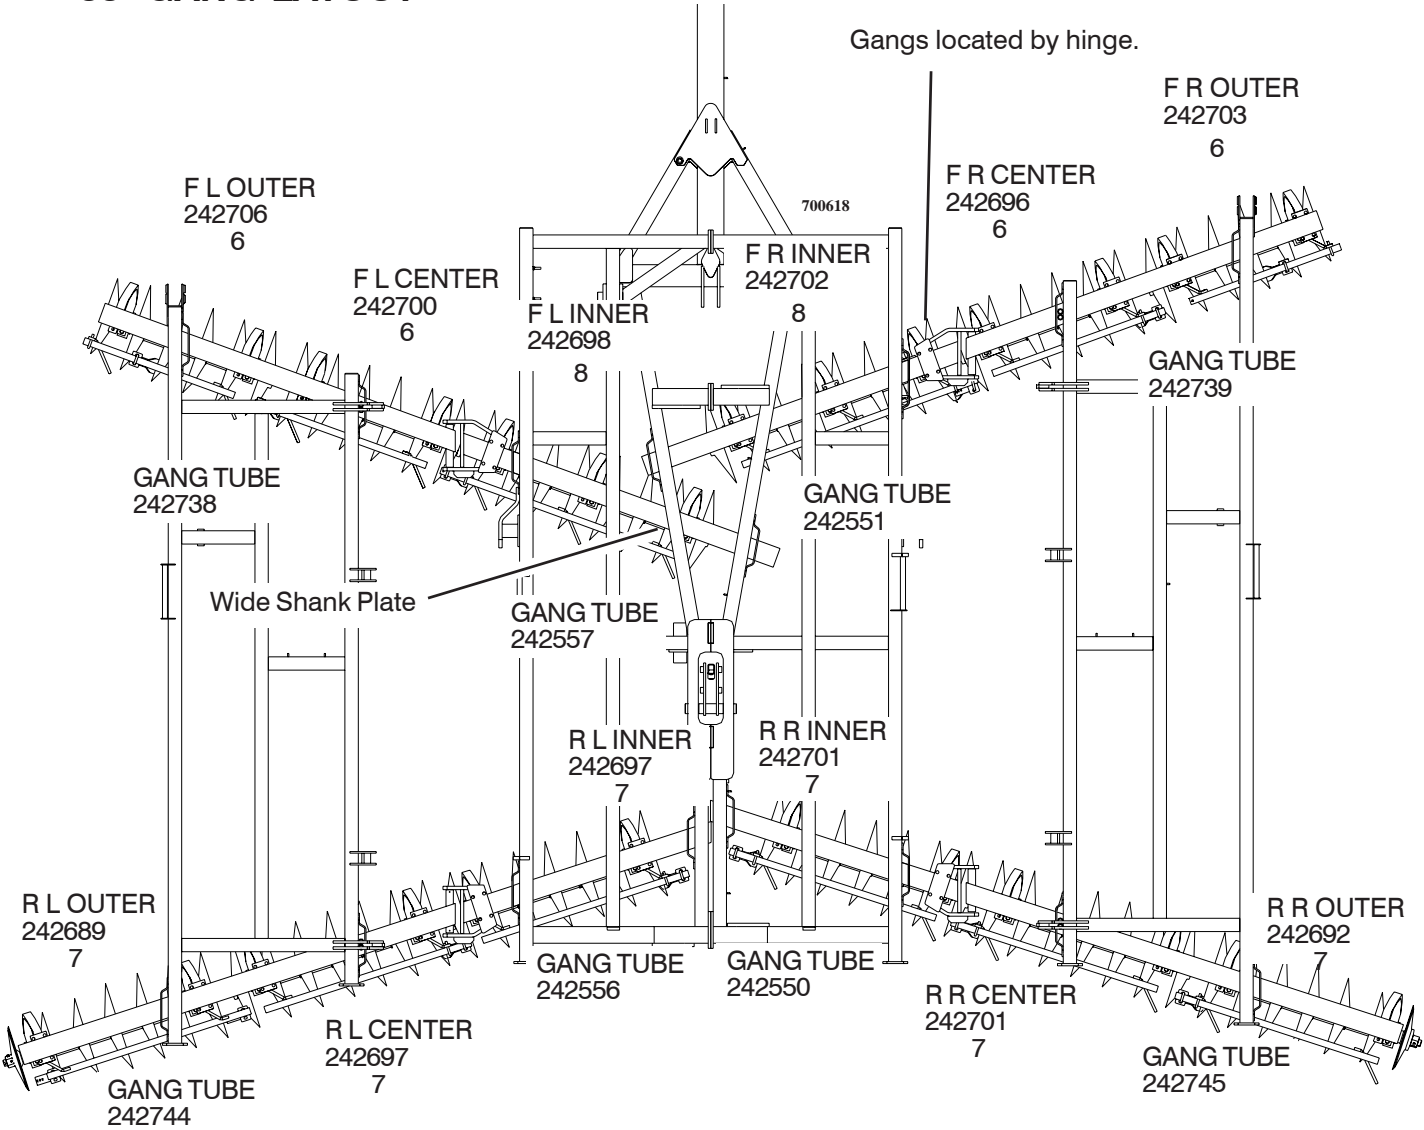 Gangs located by hinge.
F R OUTER
242703
6
F R CENTER
242696
6
F L OUTER
242706
6
700618
F R INNER
242702
8
F L CENTER
242700
6
F L INNER
242698
8
GANG TUBE
242739
GANG TUBE
242738
GANG TUBE
242551
Wide Shank Plate
GANG TUBE
242557
R L INNER
242697
7
R R INNER
242701
7
R L OUTER
242689
7
R R OUTER
242692
7
GANG TUBE
242556
GANG TUBE
242550
R R CENTER
242701
7
R L CENTER
242697
7
GANG TUBE
242745
GANG TUBE
242744